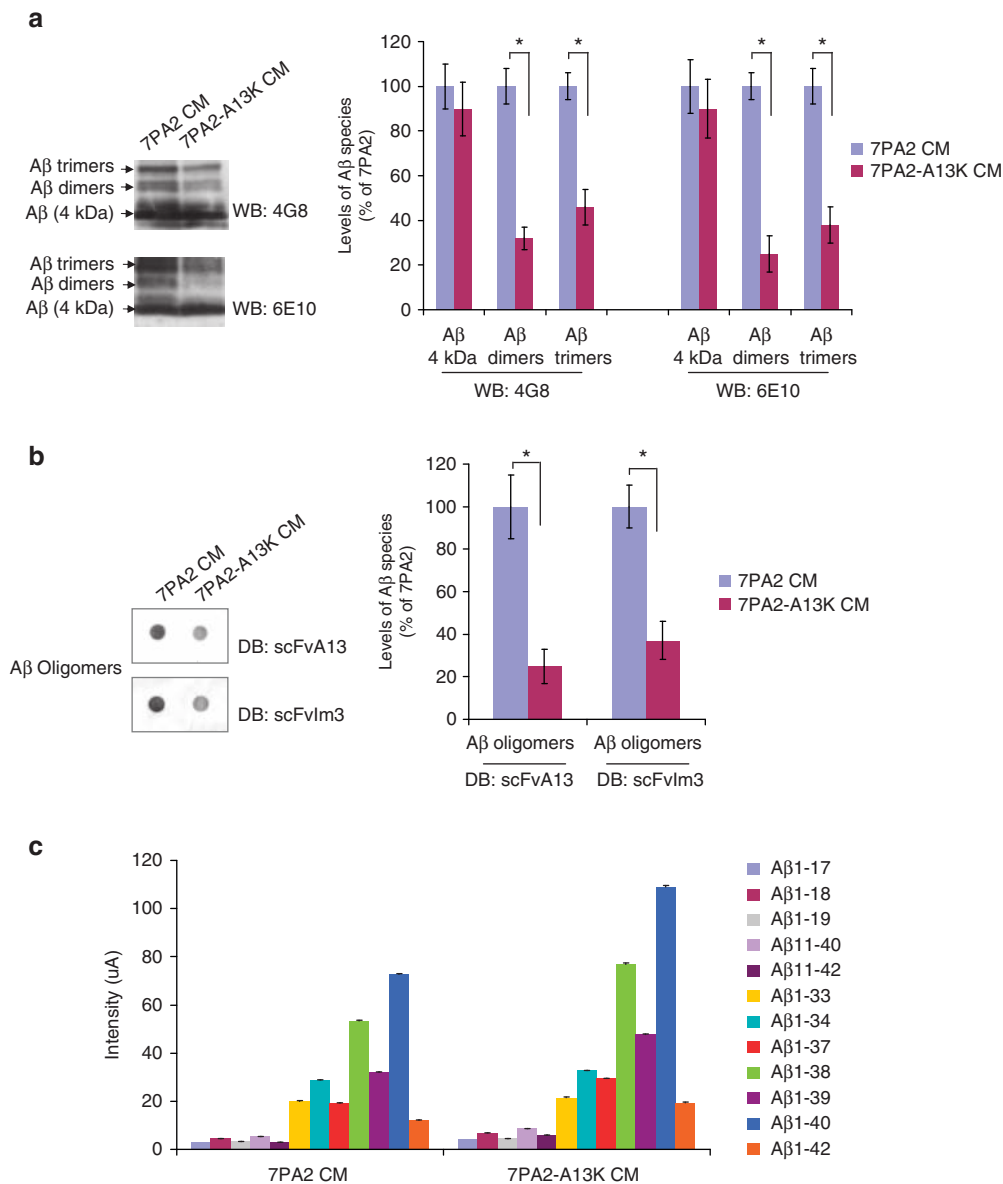 a
7PA2 CM
7PA2-A13K CM
Aβ trimers
Aβ dimers
Aβ (4 kDa)
WB: 4G8
Aβ trimers
Aβ dimers
Aβ (4 kDa)
WB: 6E10
Levels of Aβ species
(% of 7PA2)
120
100
80
60
40
20
0
*
*
*
*
Aβ
4 kDa
Aβ
dimers
Aβ
trimers
Aβ
4 kDa
Aβ
dimers
Aβ
trimers
WB: 4G8
WB: 6E10
7PA2 CM
7PA2-A13K CM
b
7PA2 CM
7PA2-A13K CM
Aβ Oligomers
DB: scFvA13
DB: scFvIm3
Levels of Aβ species
(% of 7PA2)
120
100
80
60
40
20
0
*
*
Aβ oligomers
Aβ oligomers
DB: scFvA13
DB: scFvIm3
7PA2 CM
7PA2-A13K CM
c
Intensity (uA)
120
100
80
60
40
20
0
7PA2 CM
7PA2-A13K CM
Aβ1-17
Aβ1-18
Aβ1-19
Aβ11-40
Aβ11-42
Aβ1-33
Aβ1-34
Aβ1-37
Aβ1-38
Aβ1-39
Aβ1-40
Aβ1-42